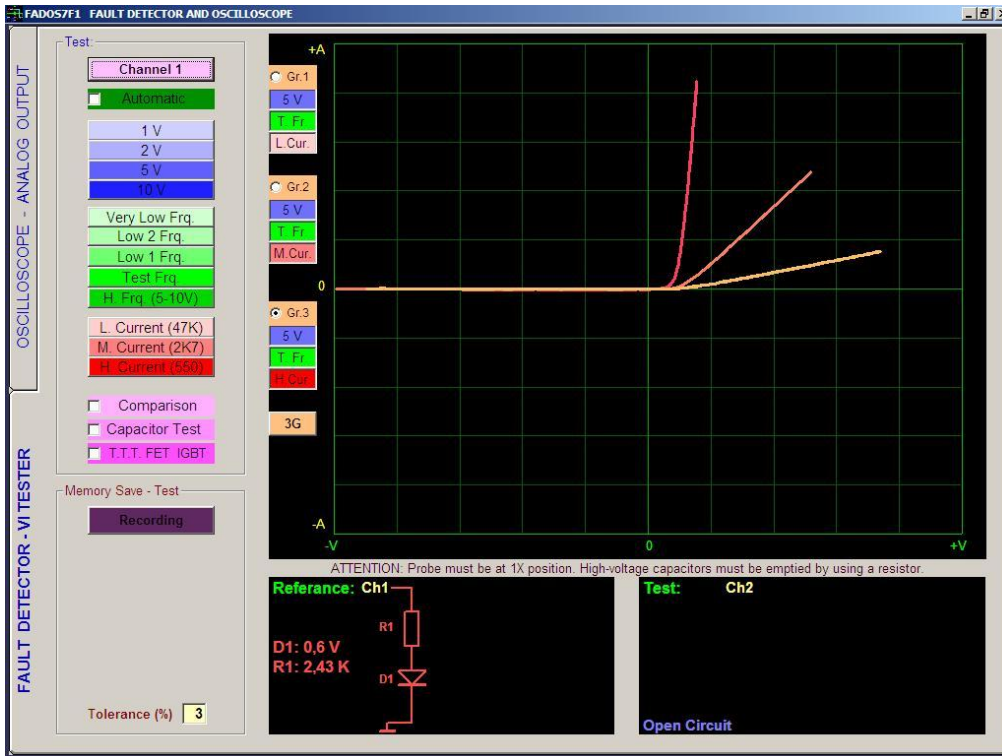 FADOS7F1 FAULT DETECTOR AND OSCILLOSCOPE
OSCILLOSCOPE - ANALOG OUTPUT
FAULT DETECTOR - VI TESTER
Test:
Channel 1
Automatic
1 V
2 V
5 V
10 V
Very Low Frq.
Low 2 Frq.
Low 1 Frq.
Test Frq.
H. Frq. (5-10V)
L. Current (47K)
M. Current (2K7)
H. Current (550)
Comparison
Capacitor Test
T.T.T. FET IGBT
Memory Save - Test
Recording
Tolerance (%) 3
Gr.1
5 V
T. Fr
L.Cur.
Gr.2
5 V
T. Fr
M.Cur.
Gr.3
5 V
T. Fr
H.Cur.
3G
+A
0
-A
-V 0 +V
ATTENTION: Probe must be at 1X position. High-voltage capacitors must be emptied by using a resistor.
Referance: Ch1
R1
D1: 0,6 V
R1: 2,43 K
D1
Test: Ch2
Open Circuit